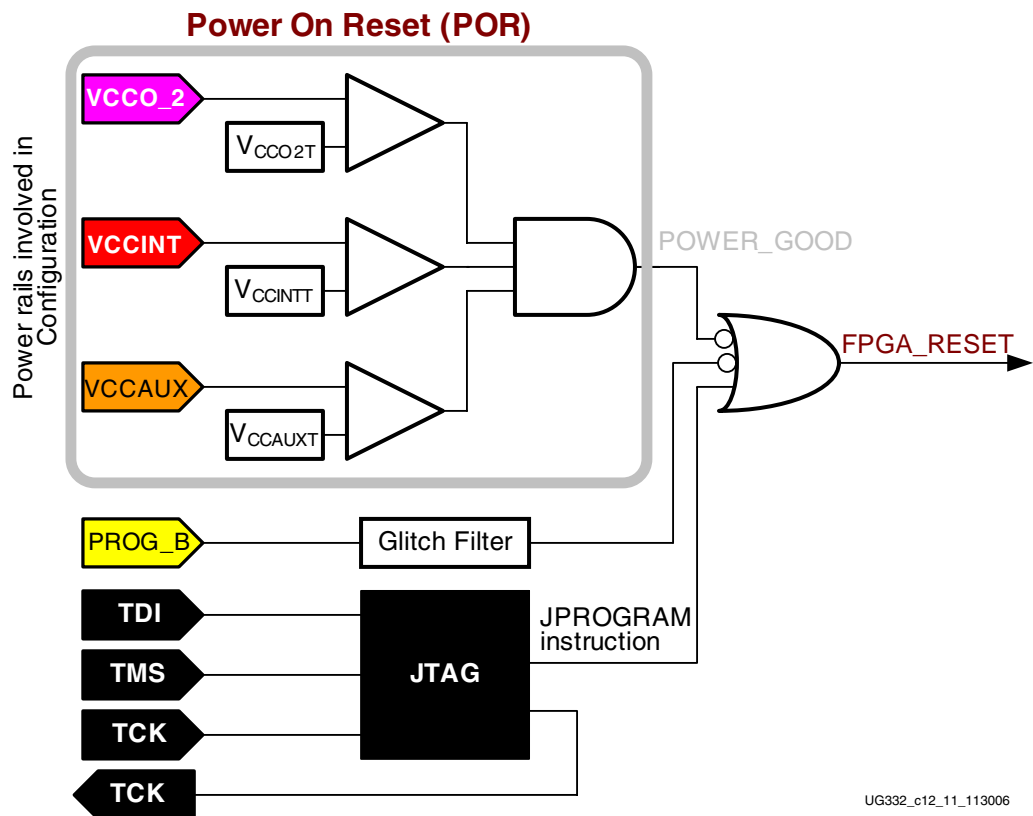 Power On Reset (POR)
Power rails involved in
Configuration
VCCO_2
VCCO2T
VCCINT
VCCINTT
VCCAUX
VCCAUXT
POWER_GOOD
FPGA_RESET
PROG_B
Glitch Filter
TDI
TMS
TCK
TCK
JTAG
JPROGRAM
instruction
UG332_c12_11_113006